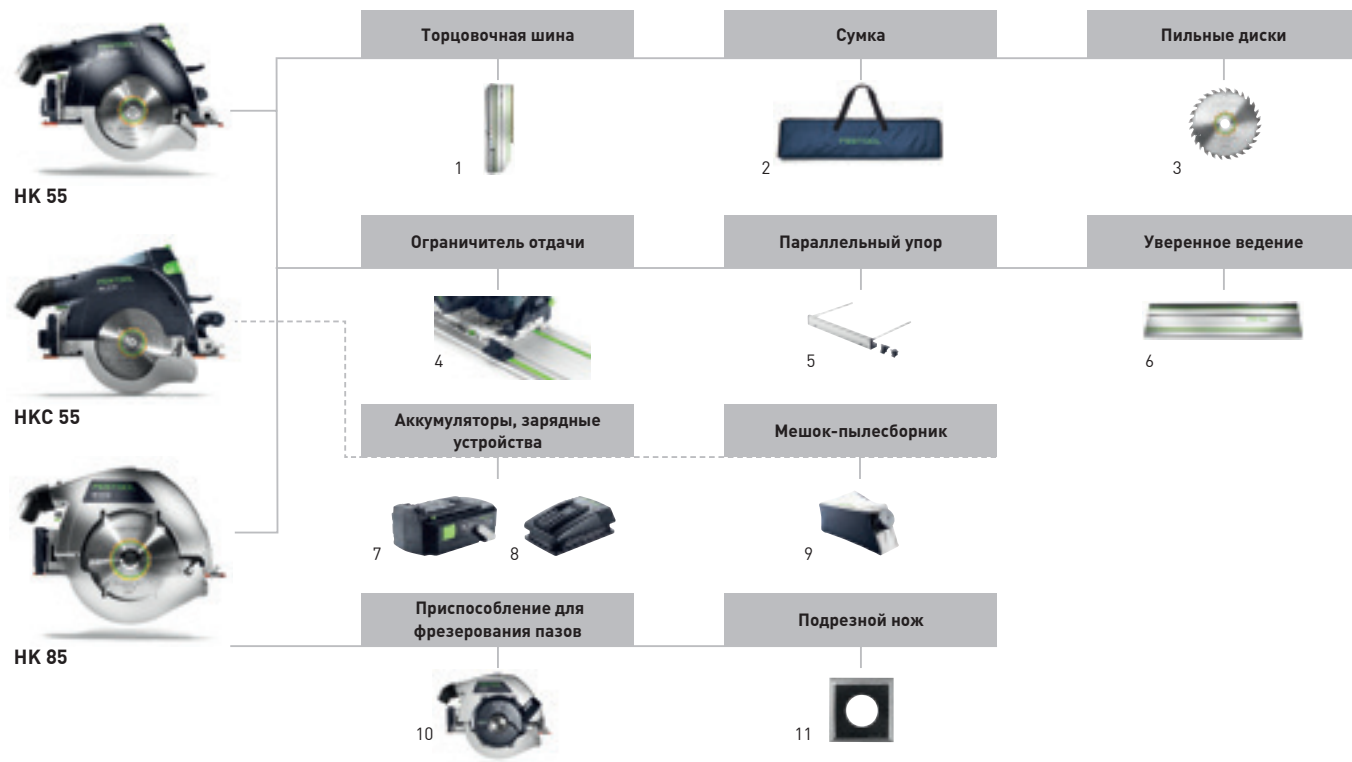 Торцовочная шина
Сумка
Пильные диски
1
2
3
HK 55
Ограничитель отдачи
Параллельный упор
Уверенное ведение
4
5
6
HKC 55
Аккумуляторы, зарядные
устройства
Мешок-пылесборник
7
8
9
Приспособление для
фрезерования пазов
Подрезной нож
HK 85
10
11